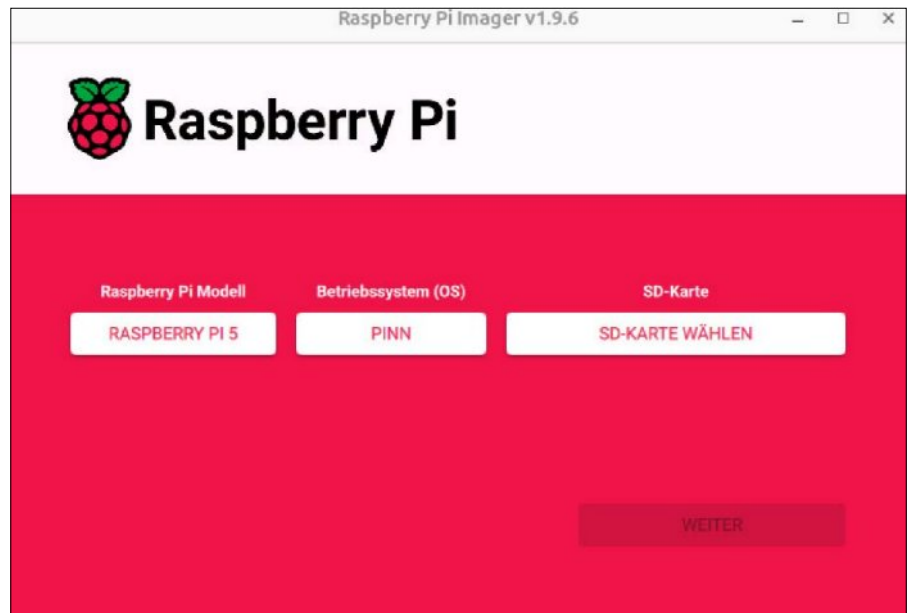 Raspberry Pi Imager v1.9.6
Raspberry Pi
Raspberry Pi Modell
Betriebssystem (OS)
SD-Karte
RASPBERRY PI 5
PINN
SD-KARTE WÄHLEN
WEITER